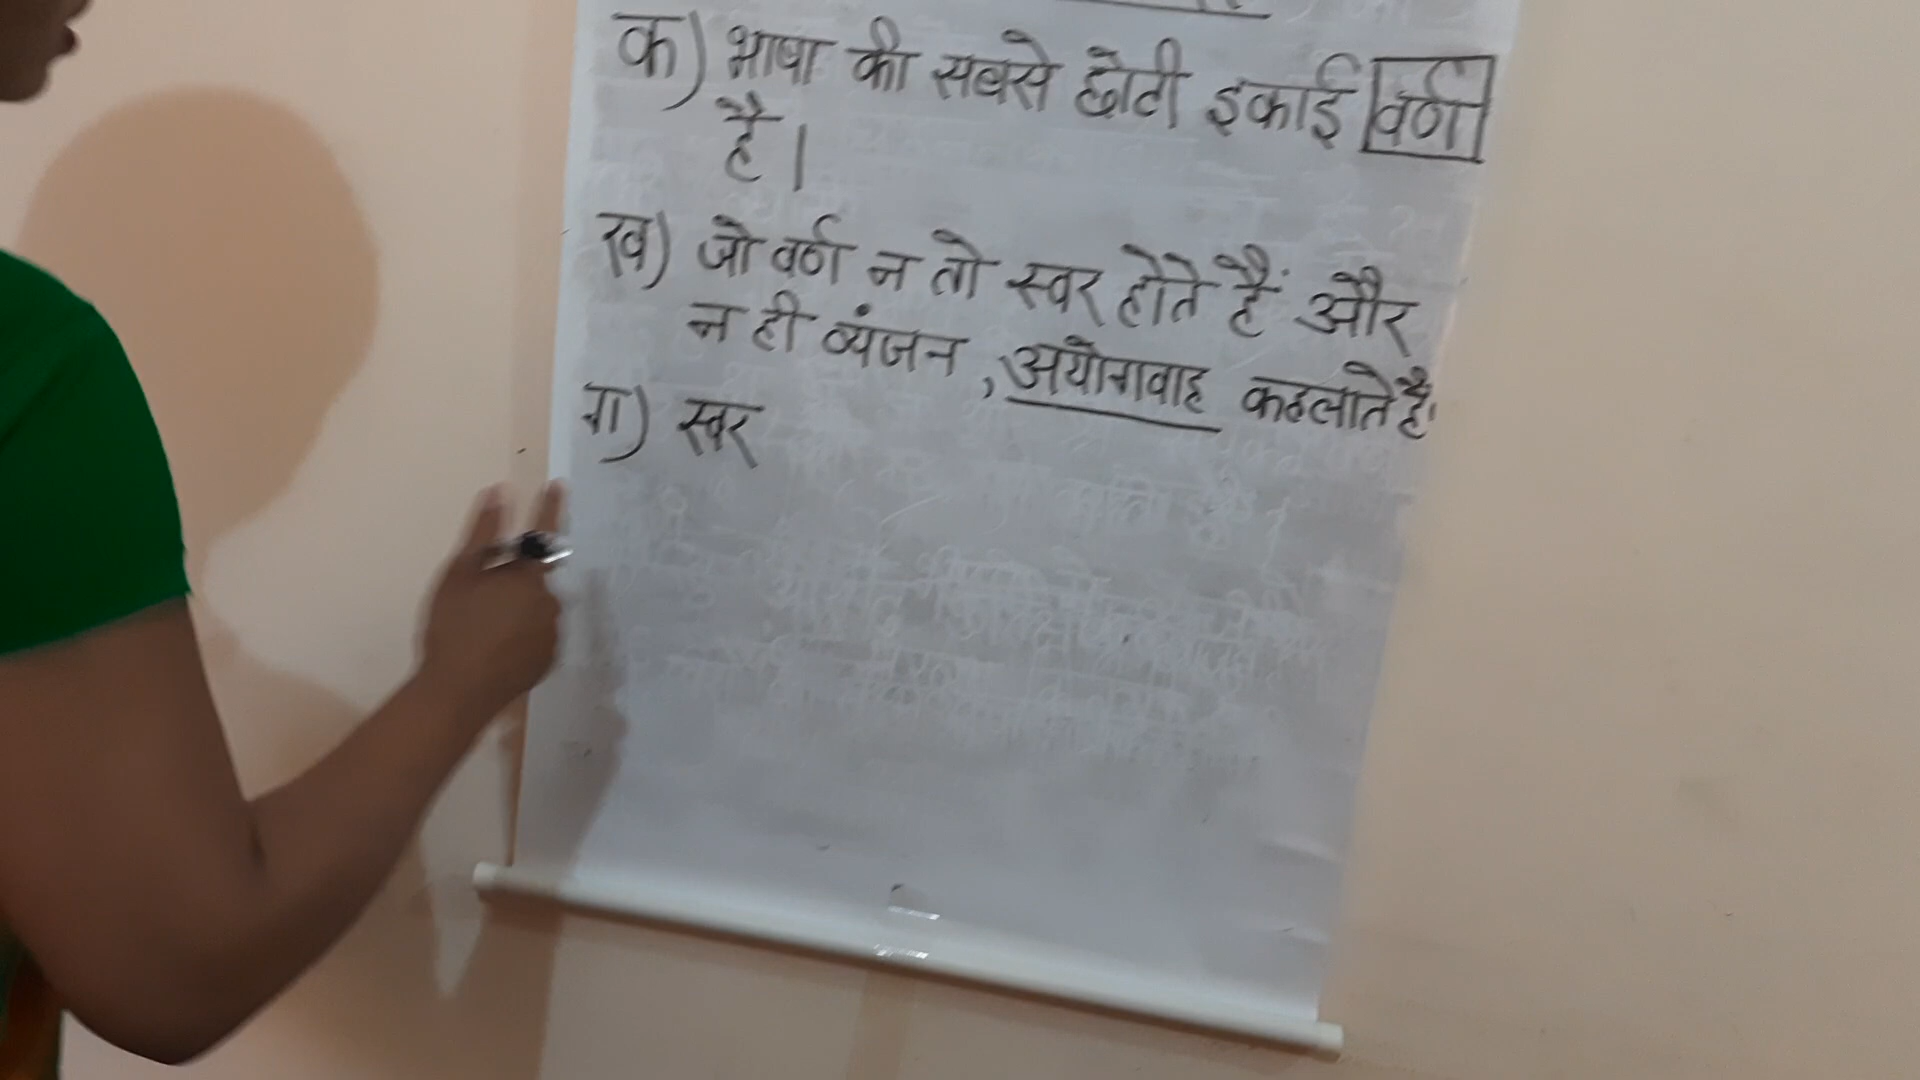 क) भाषा की सबसे छोटी इकाई वर्ण
है।
ख) जो वर्ण न तो स्वर होते हैं और
न ही व्यंजन, अयोगवाह कहलाते हैं
ग) स्वर